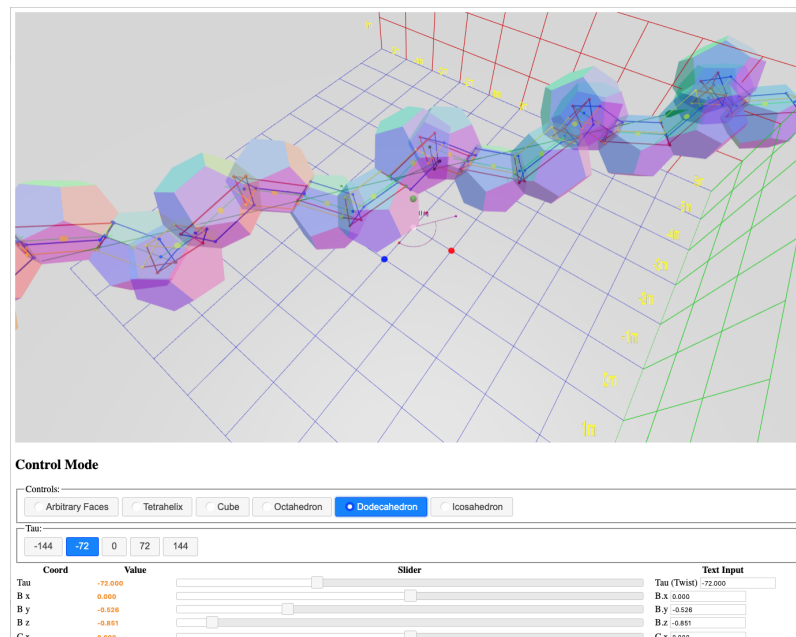 Control Mode
Controls:
Arbitrary Faces Tetrahelix Cube Octahedron Dodecahedron Icosahedron
Tau:
-144 -72 0 72 144
Coord Value Slider Text Input
Tau -72.000 Tau (Twist) -72.000
B x 0.000 B.x 0.000
B y -0.526 B.y -0.526
B z -0.851 B.z -0.851